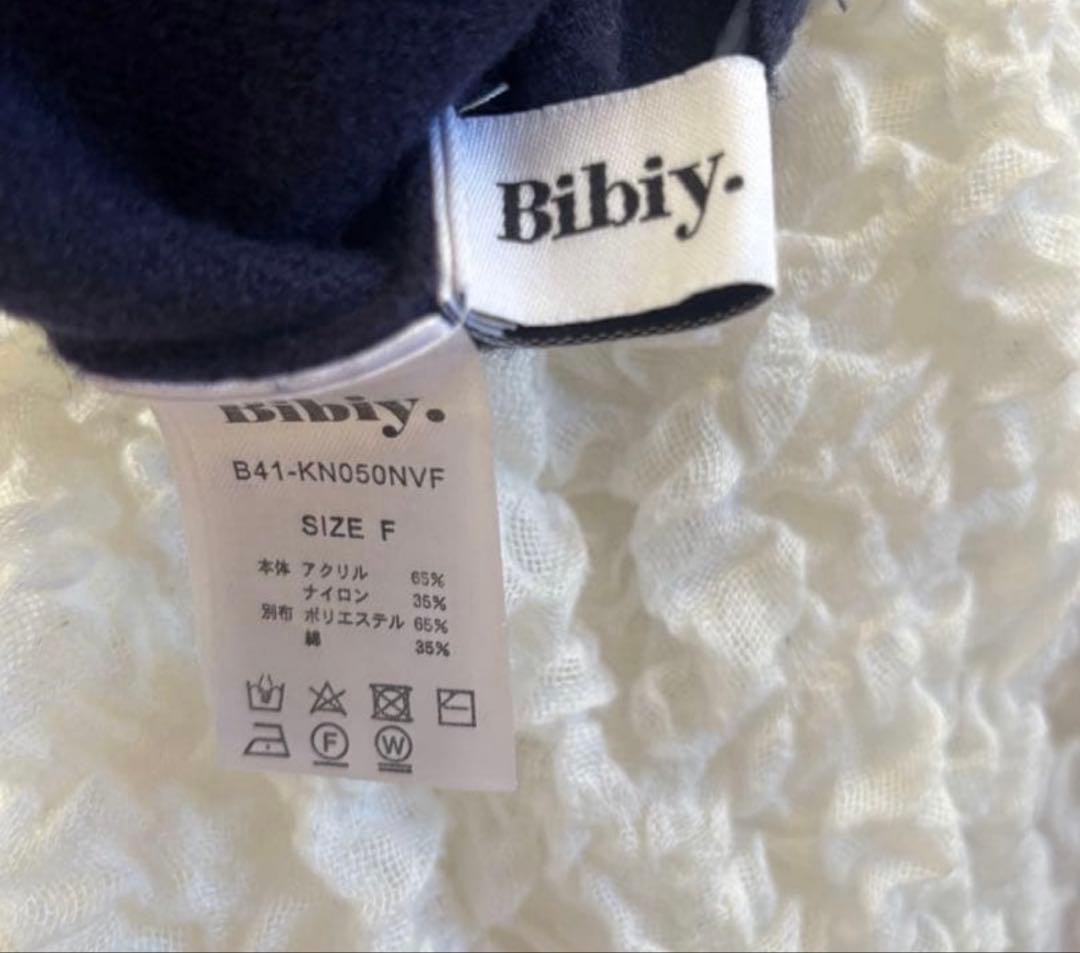 Bibiy.
Bibiy.
B41-KN050NVF
SIZE F
本体 アクリル 65%
ナイロン 35%
別布 ポリエステル 65%
綿 35%
F W